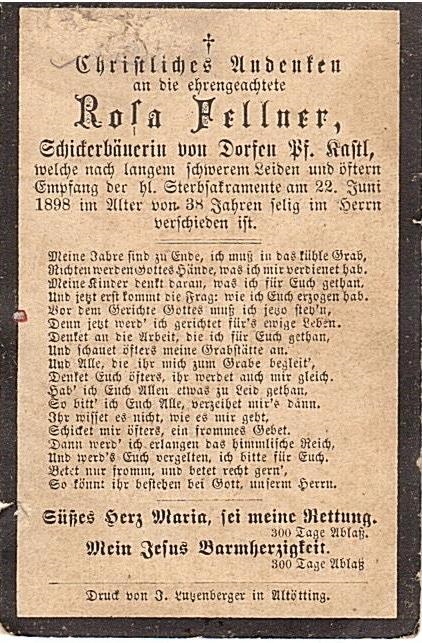 †
Christliches Andenken
an die ehrengeachtete
Rosa Fellner,
Schickerbäuerin von Dorfen Pf. Kastl,
welche nach langem schwerem Leiden und öftern
Empfang der hl. Sterbsakramente am 22. Juni
1898 im Alter von 38 Jahren selig im Herrn
verschieden ist.
Meine Jahre sind zu Ende, ich muß in das kühle Grab,
Richten werden Gottes Hände, was ich mir verdienet hab.
Meine Kinder denkt daran, was ich für Euch gethan,
Und jetzt erst kommt die Frag: wie ich Euch erzogen hab.
Vor dem Gerichte Gottes muß ich jetzo steh'n,
Denn jetzt werd' ich gerichtet für's ewige Leben.
Denket an die Arbeit, die ich für Euch gethan,
Und schauet öfters meine Grabstätte an.
Und Alle, die ihr mich zum Grabe begleit',
Denket Euch öfters, ihr werdet auch mir gleich.
Hab' ich Euch Allen etwas zu Leid gethan,
So bitt' ich Euch Alle, verzeihet mir's dann.
Ihr wisset es nicht, wie es mir geht,
Schicket mir öfters, ein frommes Gebet.
Dann werd' ich erlangen das himmlische Reich,
Und werd's Euch vergelten, ich bitte für Euch.
Betet nur fromm, und betet recht gern',
So könnt ihr bestehen bei Gott, unserm Herrn.
Süßes Herz Maria, sei meine Rettung.
300 Tage Ablaß.
Mein Jesus Barmherzigkeit.
300 Tage Ablaß
Druck von J. Lutzenberger in Altötting.